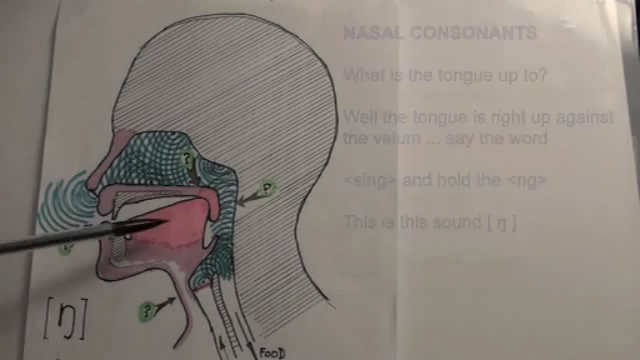 NASAL CONSONANTS
What is the tongue up to?
Well the tongue is right up against
the velum ... say the word
<sing> and hold the <ng>
This is this sound [ ŋ ]
?
?
?
?
[ŋ]
FOOD